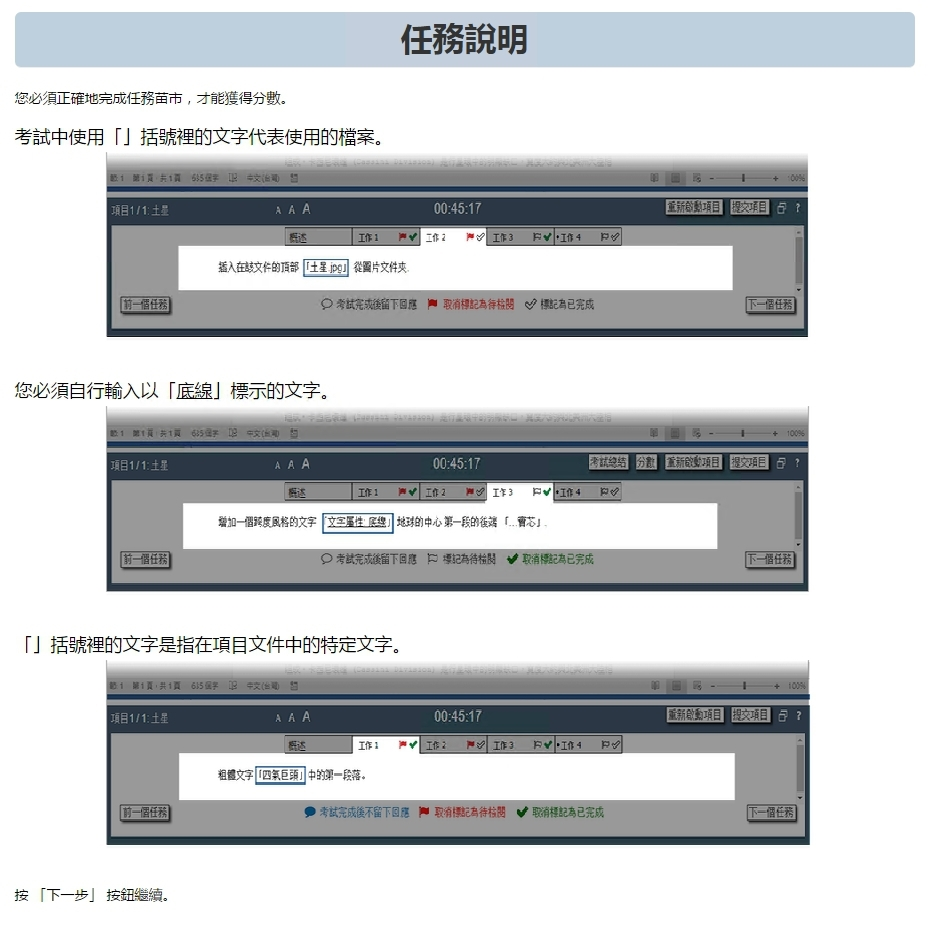 任務說明
您必須正確地完成任務苗市，才能獲得分數。
考試中使用「」括號裡的文字代表使用的檔案。
節1 第1頁，共1頁 615個字 中文(台灣) - + 100%
項目1/1: 土星 A A A 00:45:17 重新啟動項目 提交項目 ?
概述 工作1 工作2 工作3 •工作4
插入在該文件的頂部「土星.jpg」從圖片文件夾.
前一個任務 考試完成後留下回應 取消標記為待檢閱 標記為已完成 下一個任務
您必須自行輸入以「底線」標示的文字。
節1 第1頁，共1頁 615個字 中文(台灣) - + 100%
項目1/1: 土星 A A A 00:45:17 考試總結 分數 重新啟動項目 提交項目 ?
概述 工作1 工作2 工作3 •工作4
增加一個跨度風格的文字「文字屬性: 底線」地球的中心 第一段的後端「...實芯」.
前一個任務 考試完成後留下回應 標記為待檢閱 取消標記為已完成 下一個任務
「」括號裡的文字是指在項目文件中的特定文字。
節1 第1頁，共1頁 615個字 中文(台灣) - + 100%
項目1/1: 土星 A A A 00:45:17 重新啟動項目 提交項目 ?
概述 工作1 工作2 工作3 •工作4
粗體文字「四氣巨頭」中的第一段落。
前一個任務 考試完成後不留下回應 取消標記為待檢閱 取消標記為已完成 下一個任務
按 「下一步」 按鈕繼續。